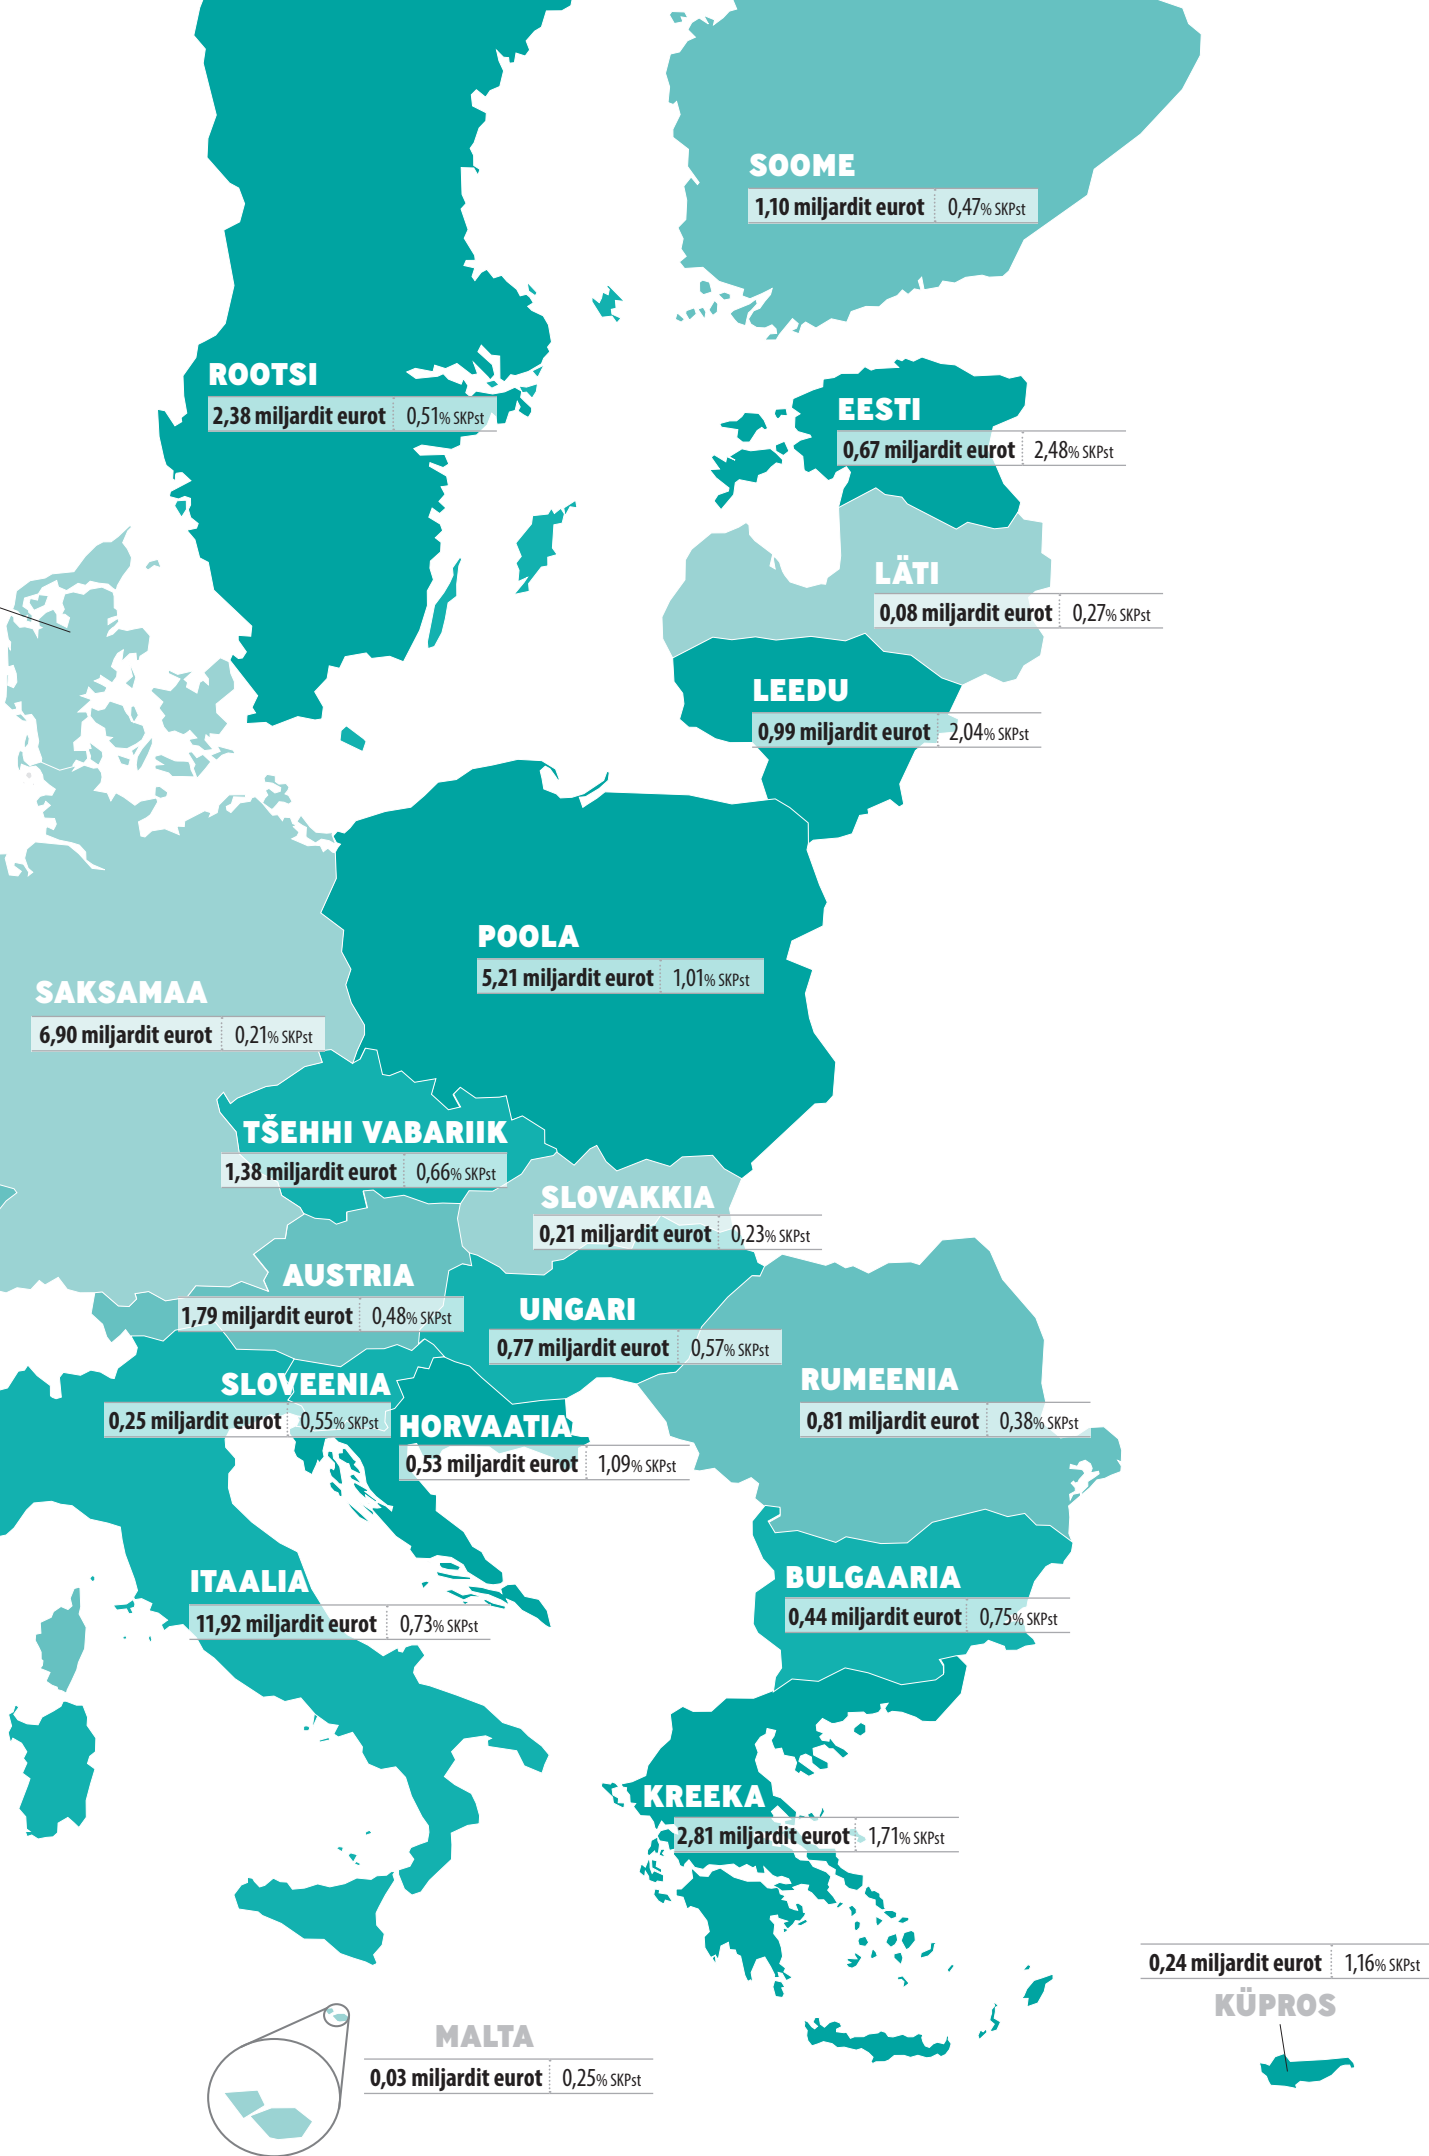 SOOME
1,10 miljardit eurot 0,47% SKPst
ROOTSI
2,38 miljardit eurot 0,51% SKPst
EESTI
0,67 miljardit eurot 2,48% SKPst
LÄTI
0,08 miljardit eurot 0,27% SKPst
LEEDU
0,99 miljardit eurot 2,04% SKPst
POOLA
5,21 miljardit eurot 1,01% SKPst
SAKSAMAA
6,90 miljardit eurot 0,21% SKPst
TŠEHHI VABARIIK
1,38 miljardit eurot 0,66% SKPst
SLOVAKKIA
0,21 miljardit eurot 0,23% SKPst
AUSTRIA
1,79 miljardit eurot 0,48% SKPst
UNGARI
0,77 miljardit eurot 0,57% SKPst
SLOVEENIA
0,25 miljardit eurot 0,55% SKPst
RUMEENIA
0,81 miljardit eurot 0,38% SKPst
HORVAATIA
0,53 miljardit eurot 1,09% SKPst
ITAALIA
11,92 miljardit eurot 0,73% SKPst
BULGAARIA
0,44 miljardit eurot 0,75% SKPst
KREEKA
2,81 miljardit eurot 1,71% SKPst
0,24 miljardit eurot 1,16% SKPst
KÜPROS
MALTA
0,03 miljardit eurot 0,25% SKPst